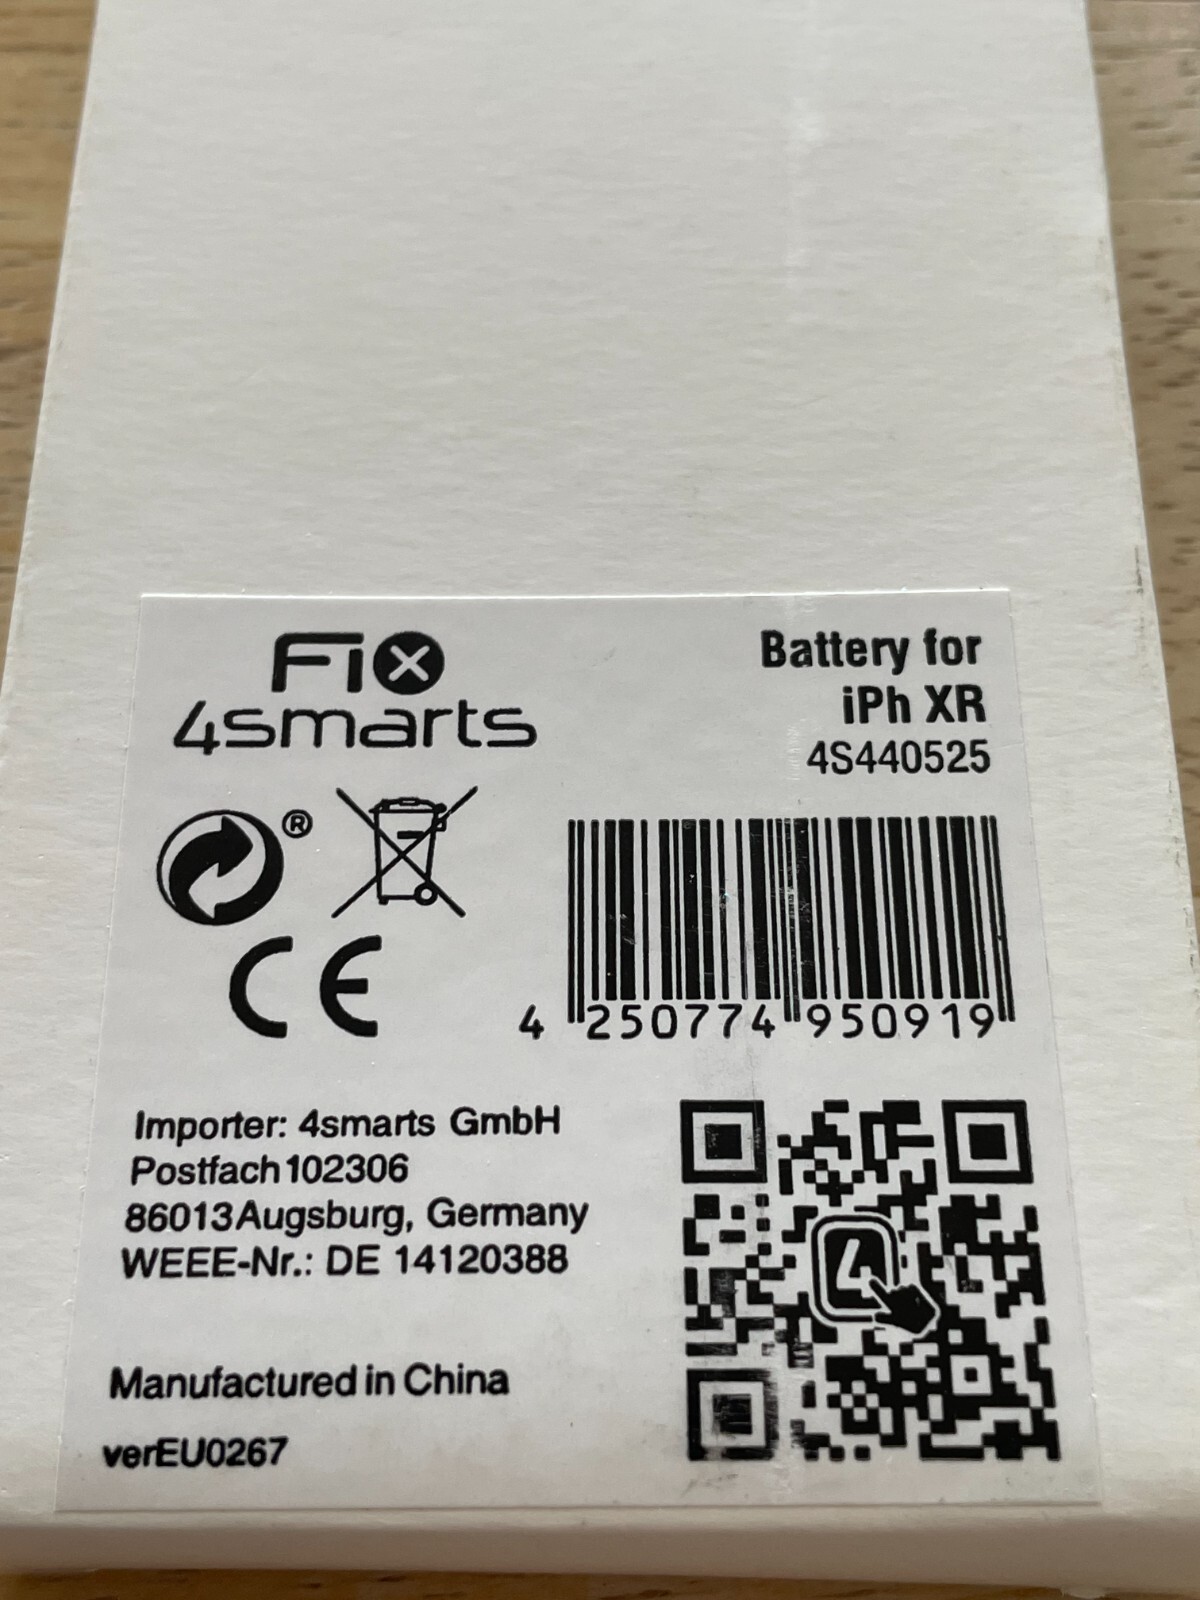 Fix
4smarts
Battery for
iPh XR
4S440525
®
CE
4 250774 950919
Importer: 4smarts GmbH
Postfach 102306
86013 Augsburg, Germany
WEEE-Nr.: DE 14120388
4
Manufactured in China
verEU0267